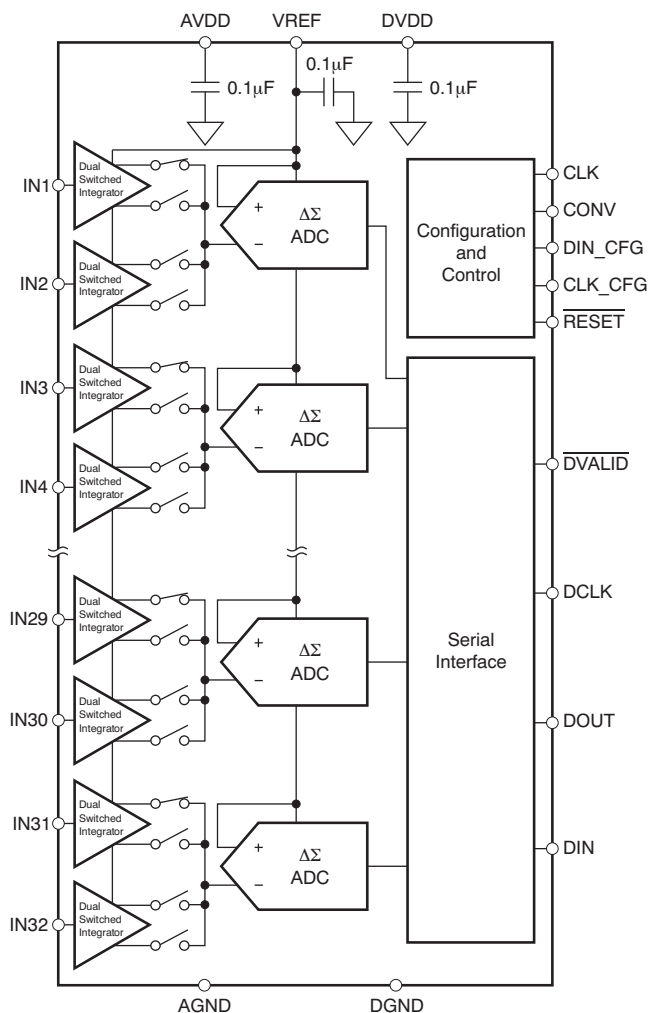 AVDD VREF DVDD
0.1μF
0.1μF
0.1μF
Dual
Switched
Integrator
IN1
+
−
ΔΣ
ADC
Dual
Switched
Integrator
IN2
Configuration
and
Control
CLK
CONV
DIN_CFG
CLK_CFG
RESET
Dual
Switched
Integrator
IN3
+
−
ΔΣ
ADC
Dual
Switched
Integrator
IN4
DVALID
DCLK
Dual
Switched
Integrator
IN29
+
−
ΔΣ
ADC
Serial
Interface
Dual
Switched
Integrator
IN30
DOUT
Dual
Switched
Integrator
IN31
+
−
ΔΣ
ADC
DIN
Dual
Switched
Integrator
IN32
AGND DGND